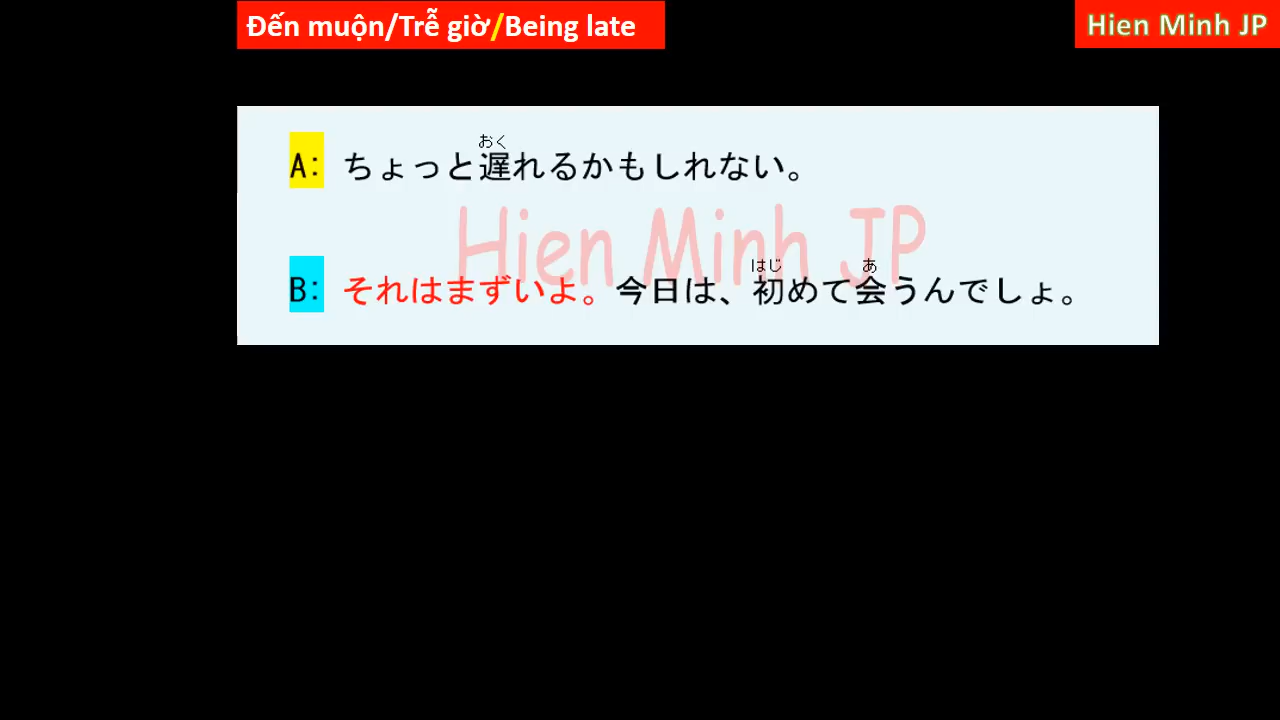 Đến muộn/Trễ giờ/Being late
Hien Minh JP
おく
A: ちょっと遅れるかもしれない。
Hien Minh JP
はじ あ
B: それはまずいよ。今日は、初めて会うんでしょ。